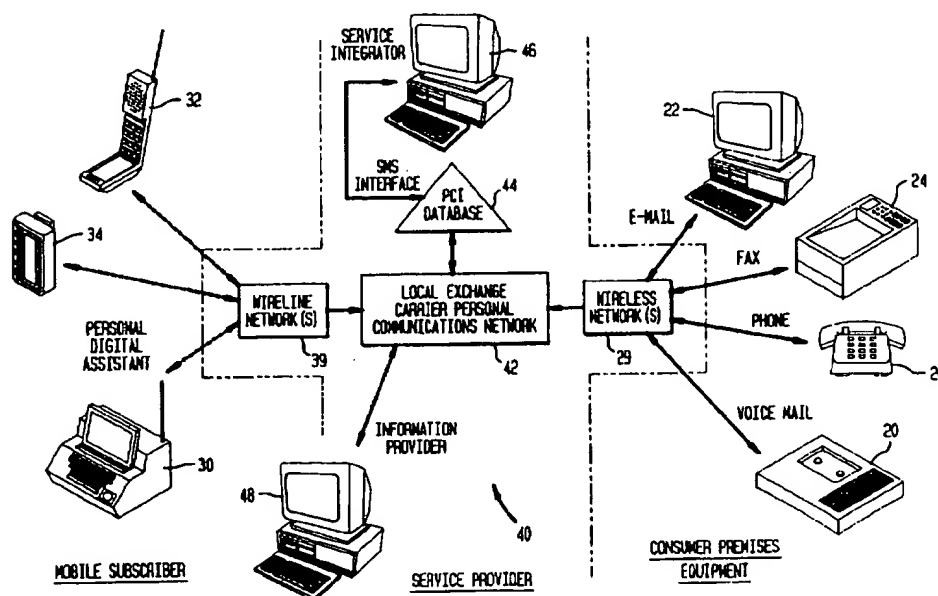 SERVICE
INTEGRATOR
46
32
22
24
SMS
INTERFACE
44
PCI
DATABASE
E-MAIL
34
FAX
WIRELINE
NETWORK(S)
LOCAL EXCHANGE
CARRIER PERSONAL
COMMUNICATIONS NETWORK
WIRELESS
NETWORK(S)
PHONE
PERSONAL
DIGITAL
ASSISTANT
39
42
29
2
VOICE MAIL
INFORMATION
PROVIDER
20
30
48
40
MOBILE SUBSCRIBER
SERVICE PROVIDER
CONSUMER PREMISES
EQUIPMENT